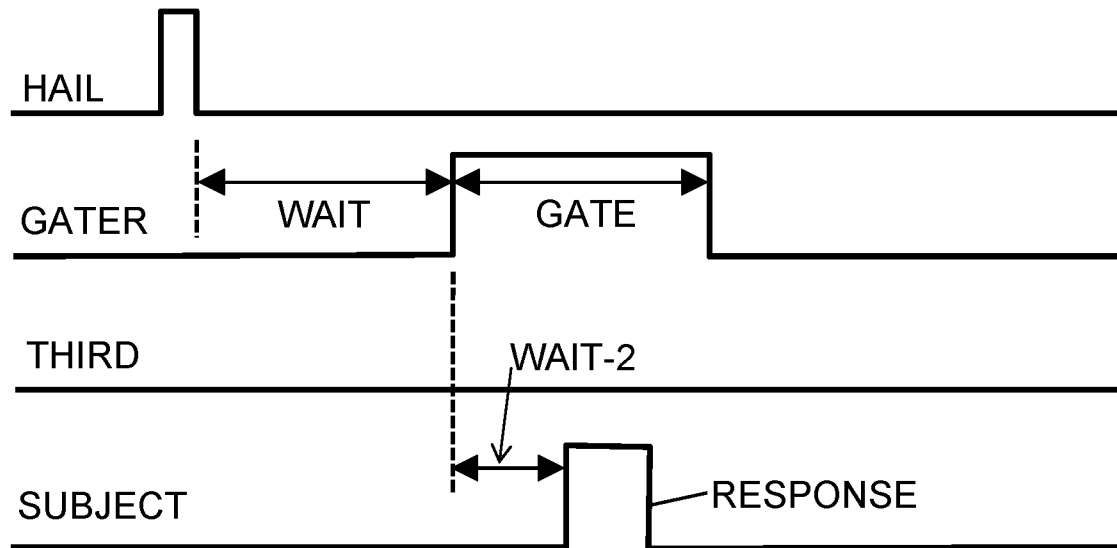 HAIL
WAIT
GATE
GATER
THIRD
WAIT-2
SUBJECT
RESPONSE